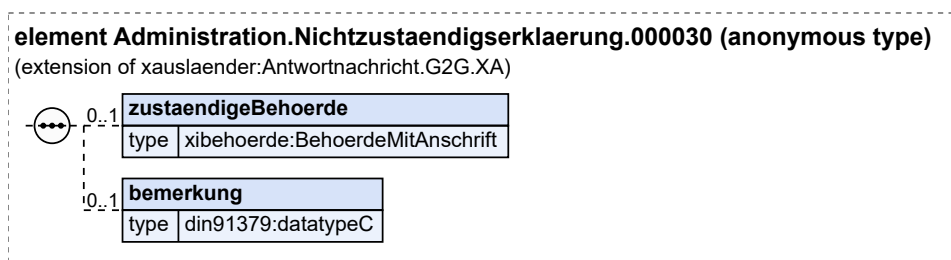 element Administration.Nichtzustaendigserklaerung.000030 (anonymous type)
(extension of xauslaender:Antwortnachricht.G2G.XA)
0..1 zustaendigeBehoerde
type xibehoerde:BehoerdeMitAnschrift
0..1 bemerkung
type din91379:datatypeC